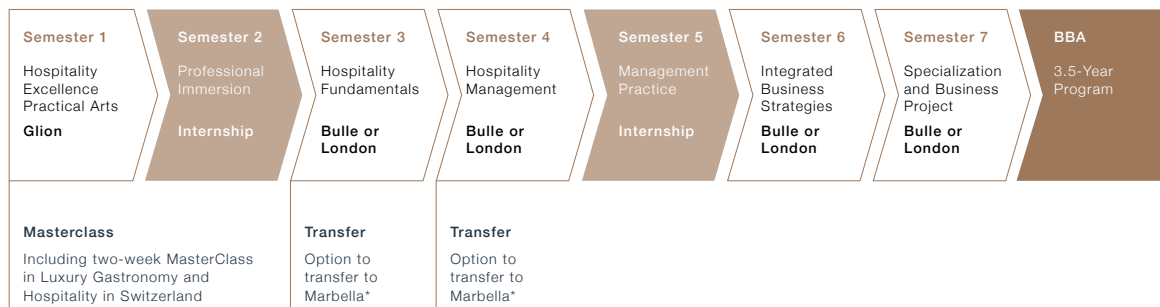 Semester 1
Hospitality
Excellence
Practical Arts
Glion
Semester 2
Professional
Immersion
Internship
Semester 3
Hospitality
Fundamentals
Bulle or
London
Semester 4
Hospitality
Management
Bulle or
London
Semester 5
Management
Practice
Internship
Semester 6
Integrated
Business
Strategies
Bulle or
London
Semester 7
Specialization
and Business
Project
Bulle or
London
BBA
3.5-Year
Program
Masterclass
Including two-week MasterClass
in Luxury Gastronomy and
Hospitality in Switzerland
Transfer
Option to
transfer to
Marbella*
Transfer
Option to
transfer to
Marbella*